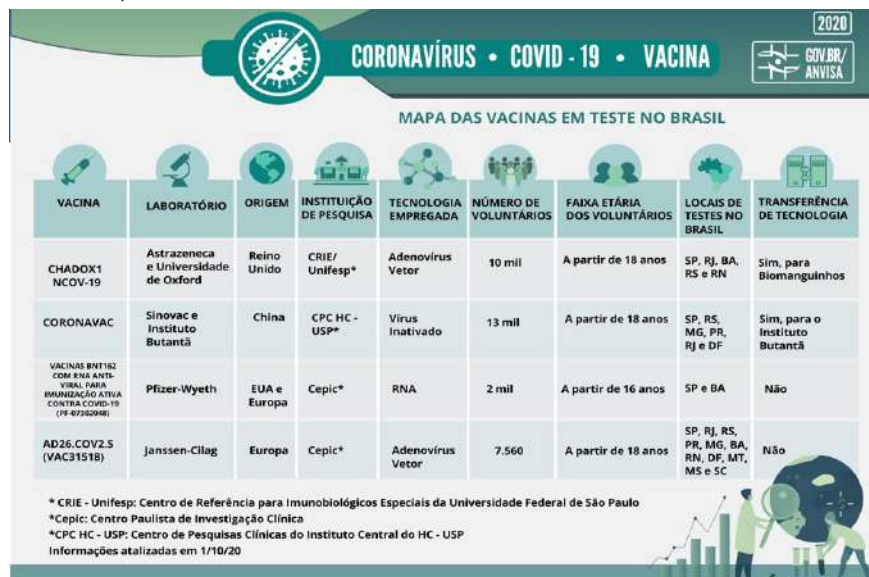 2020
CORONAVÍRUS • COVID - 19 • VACINA
GOV.BR/
ANVISA
MAPA DAS VACINAS EM TESTE NO BRASIL
VACINA
LABORATÓRIO
ORIGEM
INSTITUIÇÃO
DE PESQUISA
TECNOLOGIA
EMPREGADA
NÚMERO DE
VOLUNTÁRIOS
FAIXA ETÁRIA
DOS VOLUNTÁRIOS
LOCAIS DE
TESTES NO
BRASIL
TRANSFERÊNCIA
DE TECNOLOGIA
CHADOX1
NCOV-19
Astrazeneca
e Universidade
de Oxford
Reino
Unido
CRIE/
Unifesp*
Adenovírus
Vetor
10 mil
A partir de 18 anos
SP, RJ, BA,
RS e RN
Sim, para
Biomanguinhos
CORONAVAC
Sinovac e
Instituto
Butantã
China
CPC HC -
USP*
Vírus
Inativado
13 mil
A partir de 18 anos
SP, RS,
MG, PR,
RJ e DF
Sim, para o
Instituto
Butantã
VACINAS BNT162
COM RNA ANTI-
VIRAL PARA
IMUNIZAÇÃO ATIVA
CONTRA COVID-19
(PF-07302048)
Pfizer-Wyeth
EUA e
Europa
Cepic*
RNA
2 mil
A partir de 16 anos
SP e BA
Não
AD26.COV2.S
(VAC31518)
Janssen-Cilag
Europa
Cepic*
Adenovírus
Vetor
7.560
A partir de 18 anos
SP, RJ, RS,
PR, MG, BA,
RN, DF, MT,
MS e SC
Não
* CRIE - Unifesp: Centro de Referência para Imunobiológicos Especiais da Universidade Federal de São Paulo
*Cepic: Centro Paulista de Investigação Clínica
*CPC HC - USP: Centro de Pesquisas Clínicas do Instituto Central do HC - USP
Informações atalizadas em 1/10/20